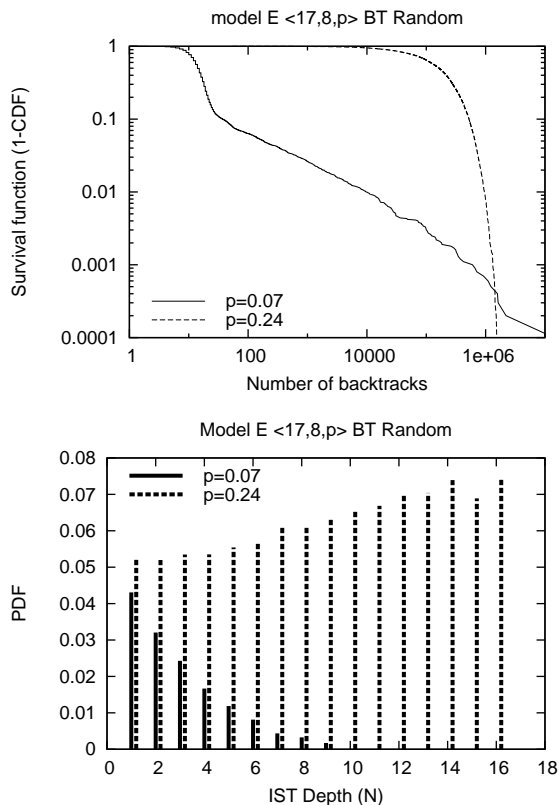 model E <17,8,p> BT Random
Survival function (1-CDF)
1
0.1
0.01
0.001
0.0001
p=0.07
p=0.24
1 100 10000 1e+06
Number of backtracks
Model E <17,8,p> BT Random
PDF
0.08
0.07
0.06
0.05
0.04
0.03
0.02
0.01
0
p=0.07
p=0.24
0 2 4 6 8 10 12 14 16 18
IST Depth (N)